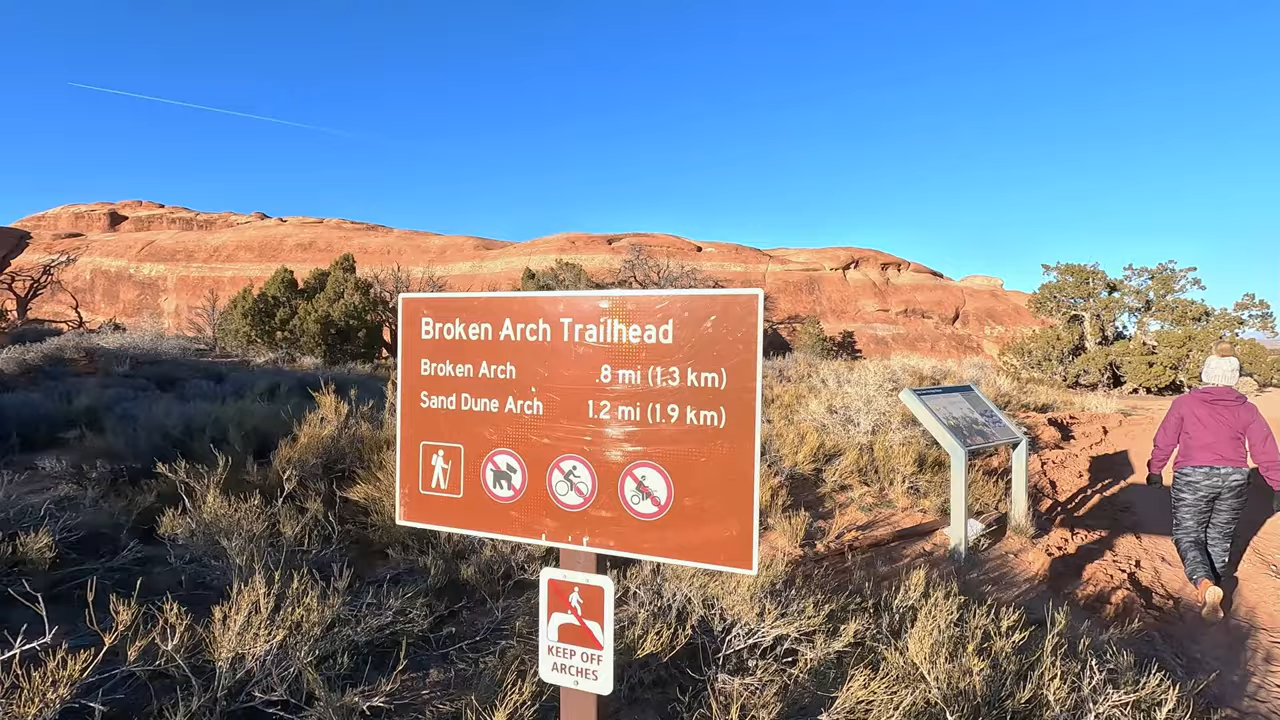 Broken Arch Trailhead
Broken Arch .8 mi (1.3 km)
Sand Dune Arch 1.2 mi (1.9 km)
KEEP OFF
ARCHES